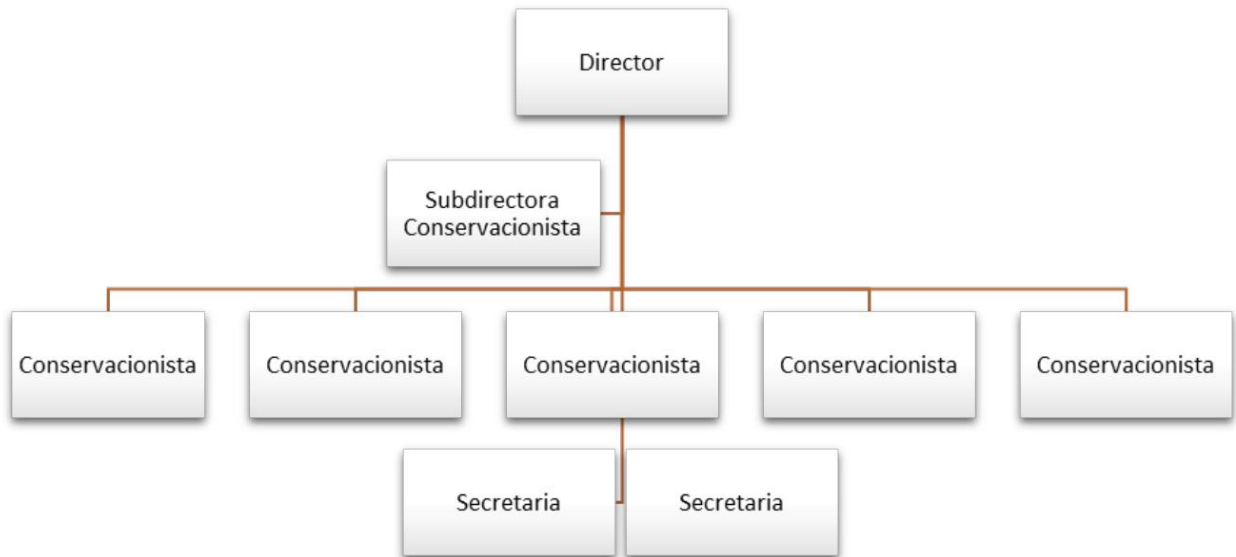 Director
Subdirectora
Conservacionista
Conservacionista
Conservacionista
Conservacionista
Conservacionista
Conservacionista
Secretaria
Secretaria